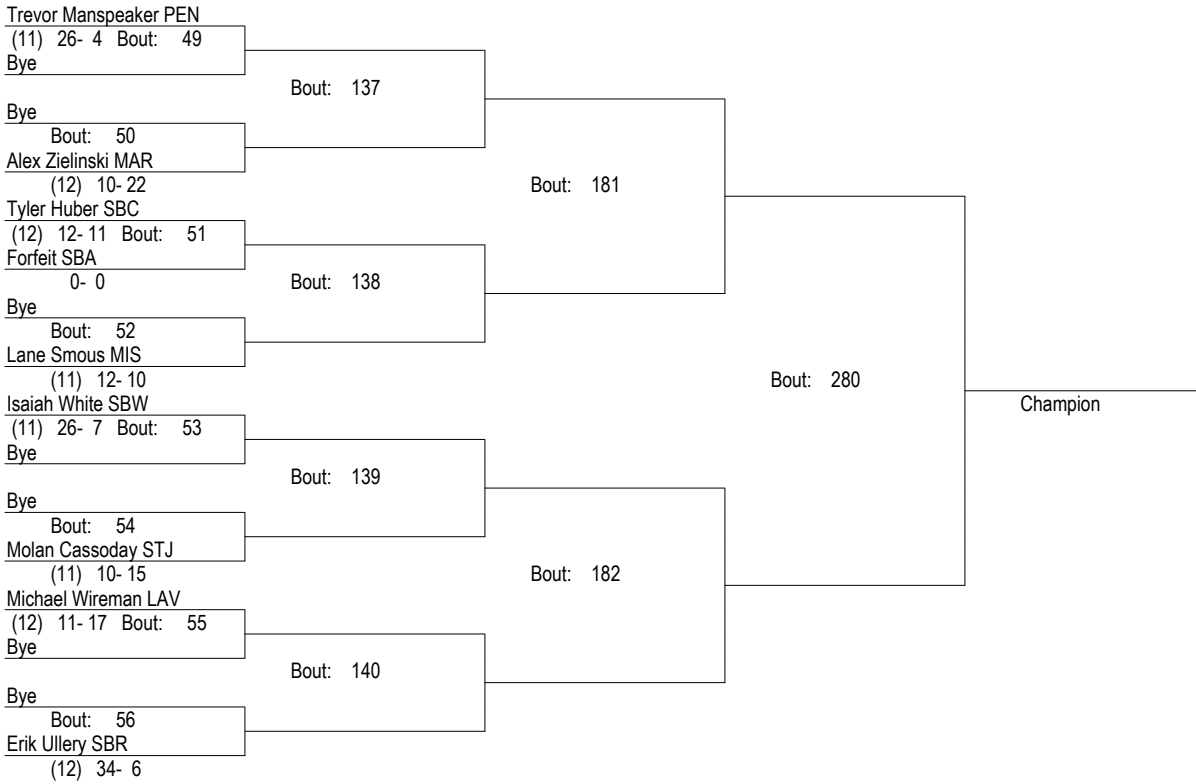 Trevor Manspeaker PEN
(11) 26- 4 Bout: 49
Bye
Bout: 137
Bye
Bout: 50
Alex Zielinski MAR
(12) 10- 22
Bout: 181
Tyler Huber SBC
(12) 12- 11 Bout: 51
Forfeit SBA
0- 0
Bout: 138
Bye
Bout: 52
Lane Smous MIS
(11) 12- 10
Bout: 280
Isaiah White SBW
Champion
(11) 26- 7 Bout: 53
Bye
Bout: 139
Bye
Bout: 54
Molan Cassoday STJ
(11) 10- 15
Bout: 182
Michael Wireman LAV
(12) 11- 17 Bout: 55
Bye
Bout: 140
Bye
Bout: 56
Erik Ullery SBR
(12) 34- 6